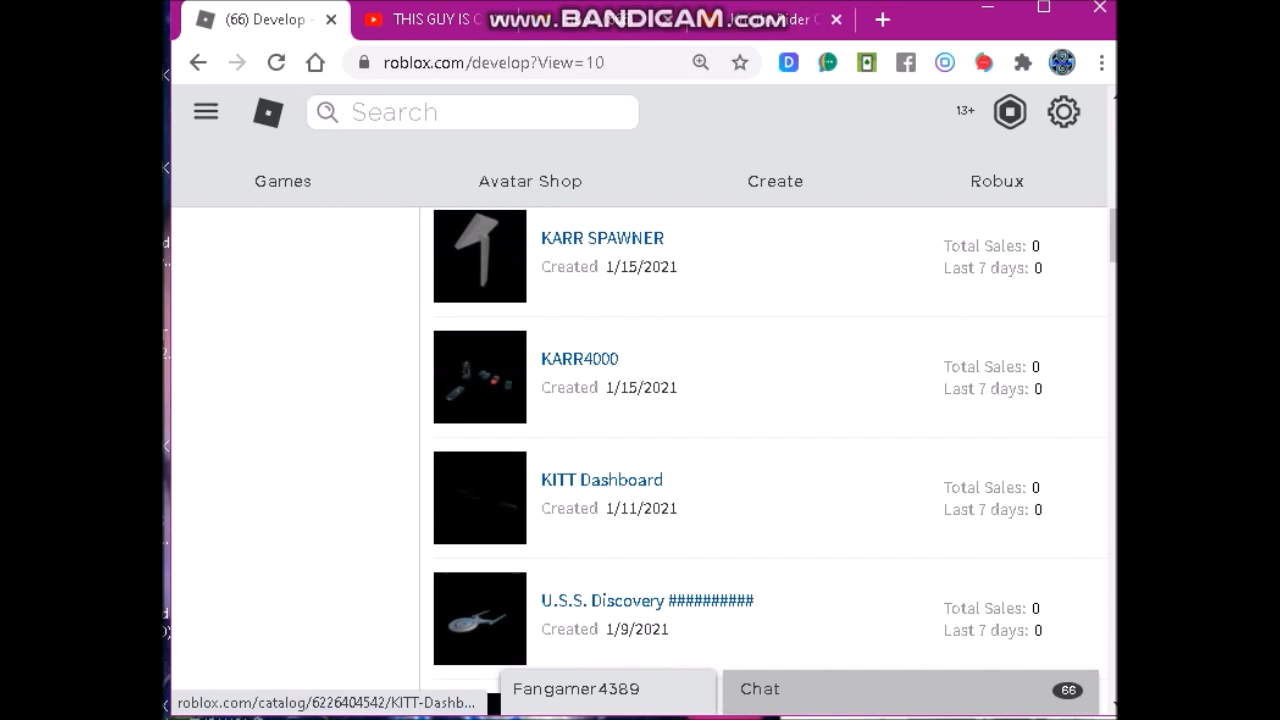 (66) Develop -
THIS GUY IS C
www.BANDICAM.com
Rider
roblox.com/develop?View=10
Search
13+
Games
Avatar Shop
Create
Robux
KARR SPAWNER
Created 1/15/2021
Total Sales: 0
Last 7 days: 0
KARR4000
Created 1/15/2021
Total Sales: 0
Last 7 days: 0
KITT Dashboard
Created 1/11/2021
Total Sales: 0
Last 7 days: 0
U.S.S. Discovery ##########
Created 1/9/2021
Total Sales: 0
Last 7 days: 0
Fangamer4389
Chat
66
roblox.com/catalog/6226404542/KITT-Dashb...